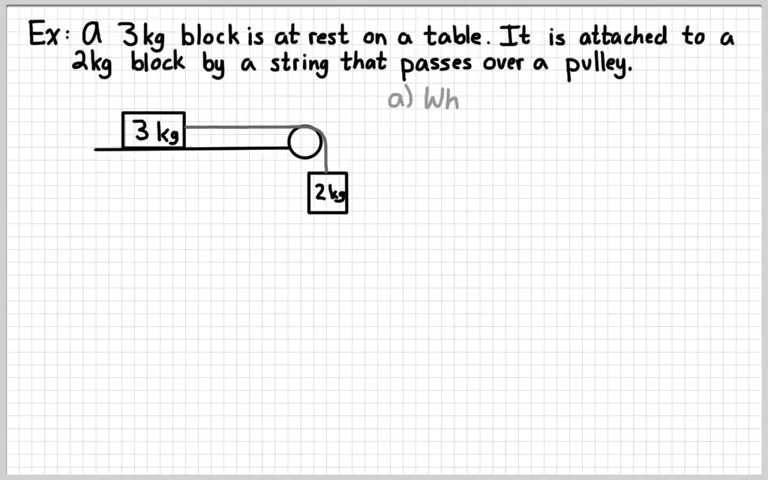 Ex: A 3kg block is at rest on a table. It is attached to a
2kg block by a string that passes over a pulley.
a) Wh
3 kg
2kg